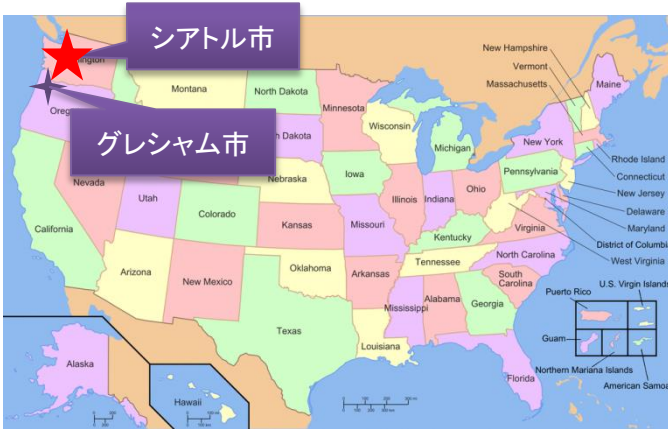 シアトル市
グレシャム市
ington
Oreg
Montana
North Dakota
Minnesota
h Dakota
Wisconsin
Michigan
New Hampshire
Vermont
Massachusetts
Maine
New York
Rhode Island
Connecticut
New Jersey
Delaware
Maryland
District of Columbi
West Virginia
Pennsylvania
Nevada
Utah
Colorado
Nebraska
Iowa
Illinois
Indiana
Ohio
California
Kansas
Missouri
Kentucky
Virginia
Arizona
New Mexico
Oklahoma
Arkansas
Tennessee
North Carolina
South
Carolina
Texas
Louisiana
Mississippi
Alabama
Georgia
Florida
Alaska
Hawaii
Puerto Rico
U.S. Virgin Islands
Guam
Northern Mariana Islands
American Samoa